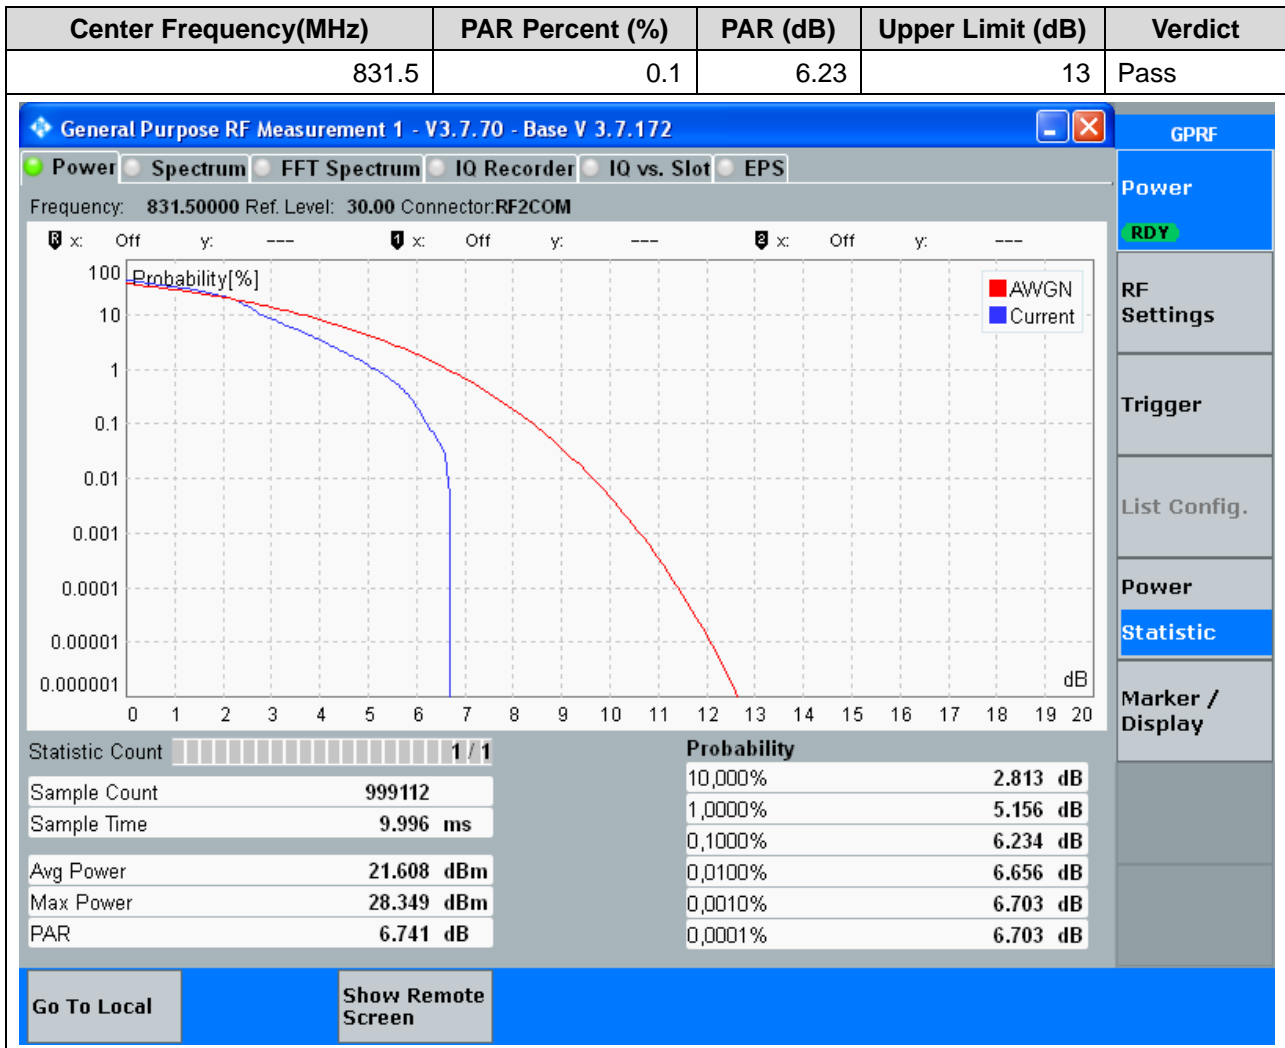 Center Frequency(MHz) PAR Percent (%) PAR (dB) Upper Limit (dB) Verdict
831.5 0.1 6.23 13 Pass
General Purpose RF Measurement 1 - V3.7.70 - Base V 3.7.172
GPRF
Power Spectrum FFT Spectrum IQ Recorder IQ vs. Slot EPS
Frequency: 831.50000 Ref. Level: 30.00 Connector:RF2COM
R x: Off y: --- 1 x: Off y: --- 2 x: Off y: ---
Probability[%]
AWGN
Current
100
10
1
0.1
0.01
0.001
0.0001
0.00001
0.000001
dB
0 1 2 3 4 5 6 7 8 9 10 11 12 13 14 15 16 17 18 19 20
Statistic Count 1 / 1
Sample Count 999112
Sample Time 9.996 ms
Avg Power 21.608 dBm
Max Power 28.349 dBm
PAR 6.741 dB
Probability
10,000% 2.813 dB
1,0000% 5.156 dB
0,1000% 6.234 dB
0,0100% 6.656 dB
0,0010% 6.703 dB
0,0001% 6.703 dB
Power
RDY
RF
Settings
Trigger
List Config.
Power
Statistic
Marker /
Display
Go To Local
Show Remote
Screen